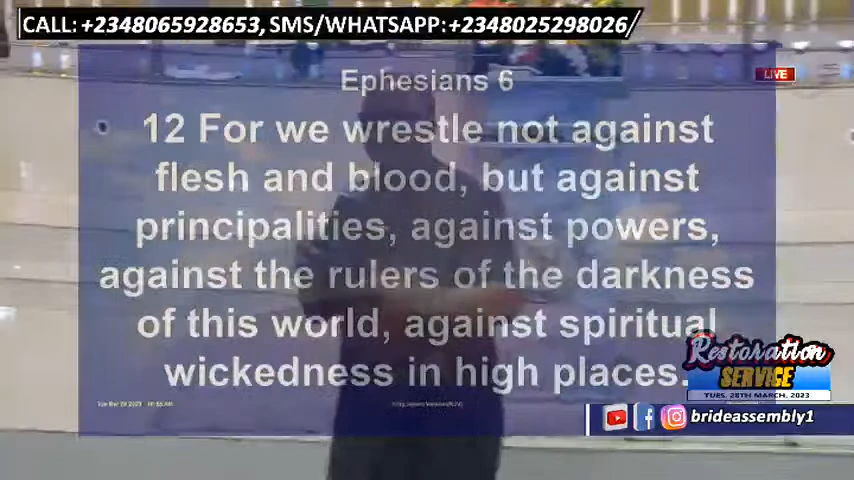 CALL: +2348065928653, SMS/WHATSAPP: +2348025298026/
LIVE
Ephesians 6
12 For we wrestle not against
flesh and blood, but against
principalities, against powers,
against the rulers of the darkness
of this world, against spiritual
wickedness in high places.
Restoration
SERVICE
TUES, 28TH MARCH, 2023
brideassembly1